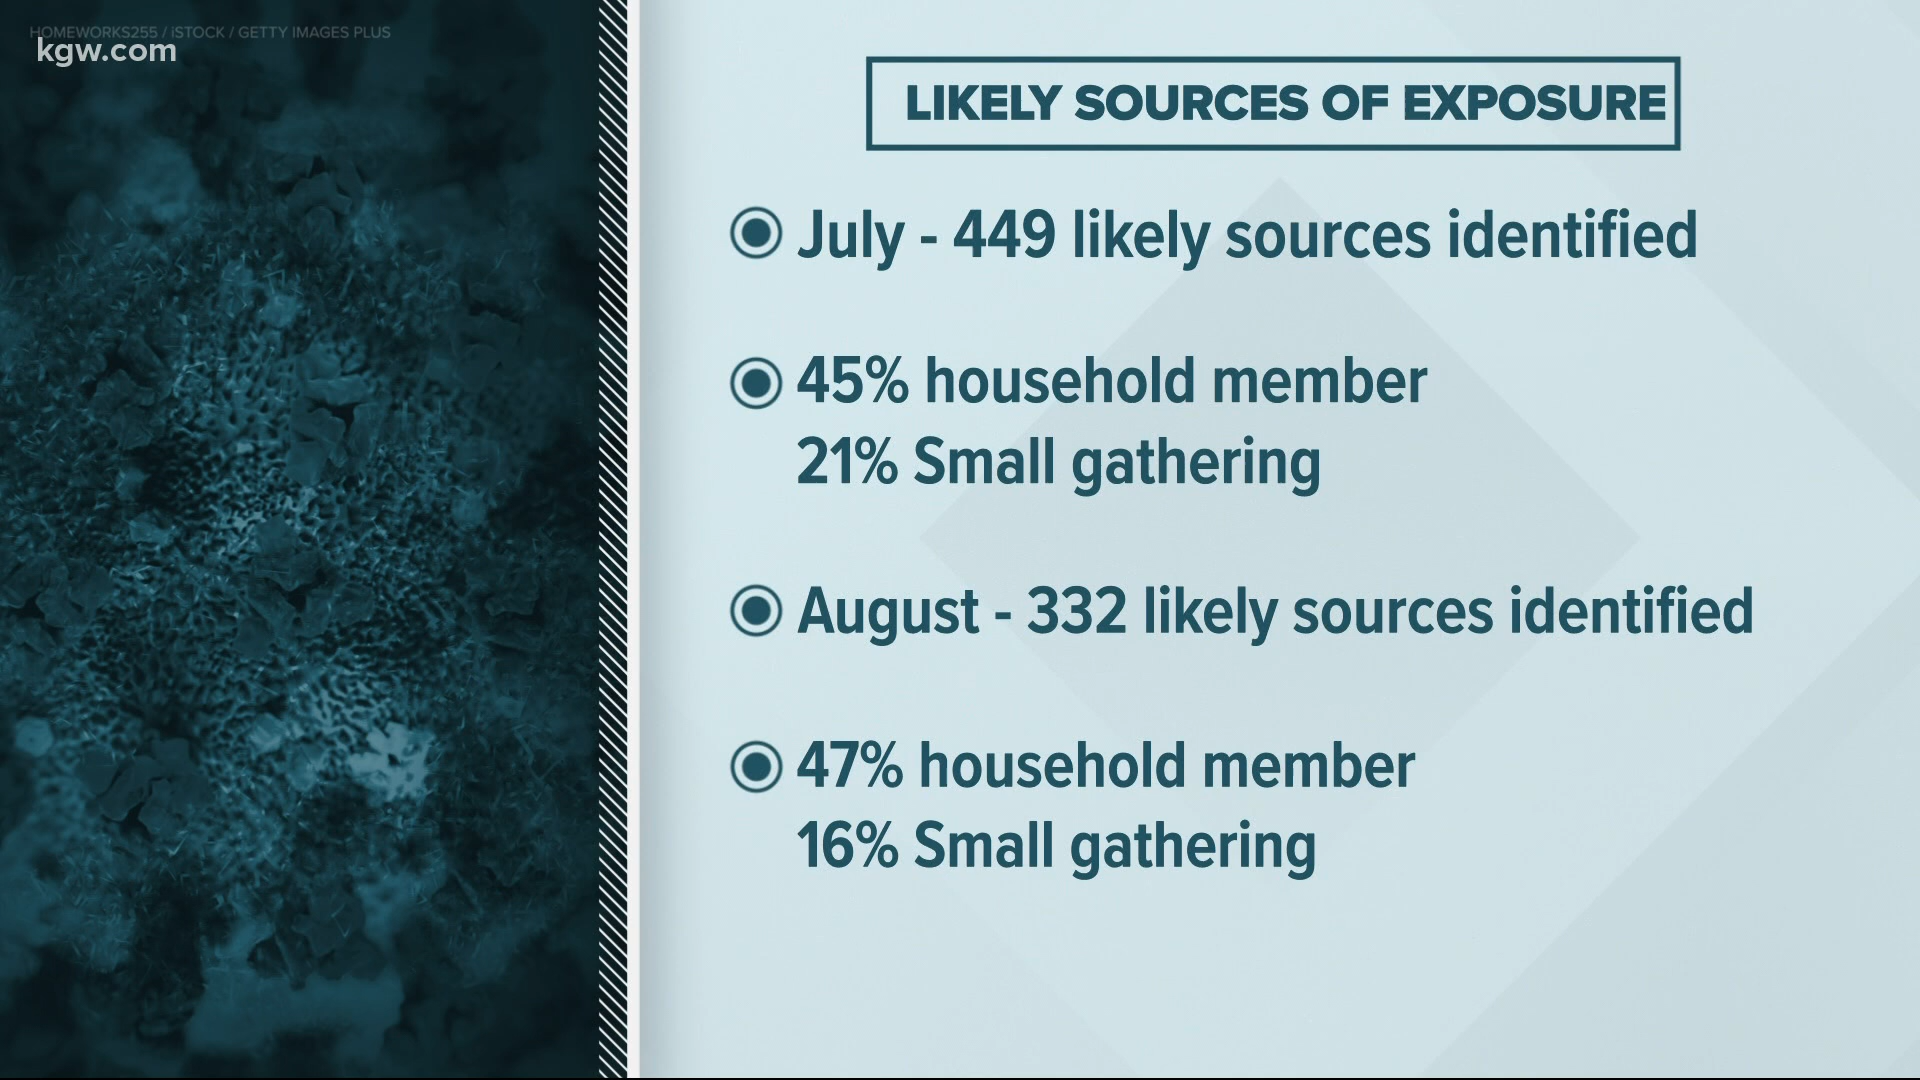 HOMEWORKS255 / iSTOCK / GETTY IMAGES PLUS
kgw.com
LIKELY SOURCES OF EXPOSURE
July - 449 likely sources identified
45% household member
21% Small gathering
August - 332 likely sources identified
47% household member
16% Small gathering